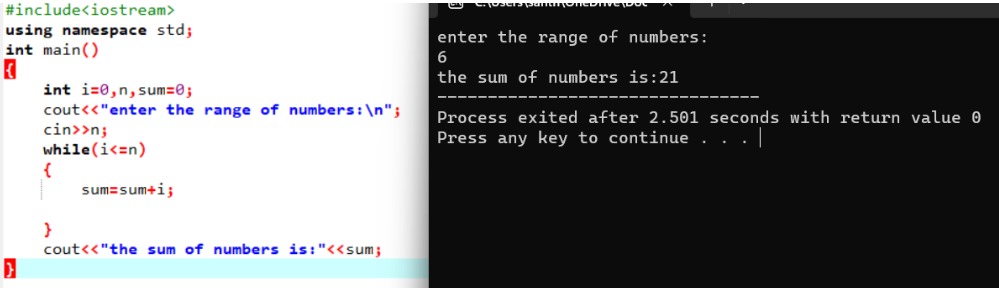 #include<iostream>
using namespace std;
int main()
{
int i=0,n,sum=0;
cout<<"enter the range of numbers:\n";
cin>>n;
while(i<=n)
{
sum=sum+i;
}
cout<<"the sum of numbers is:"<<sum;
}
enter the range of numbers:
6
the sum of numbers is:21
--------------------------------
Process exited after 2.501 seconds with return value 0
Press any key to continue . . .